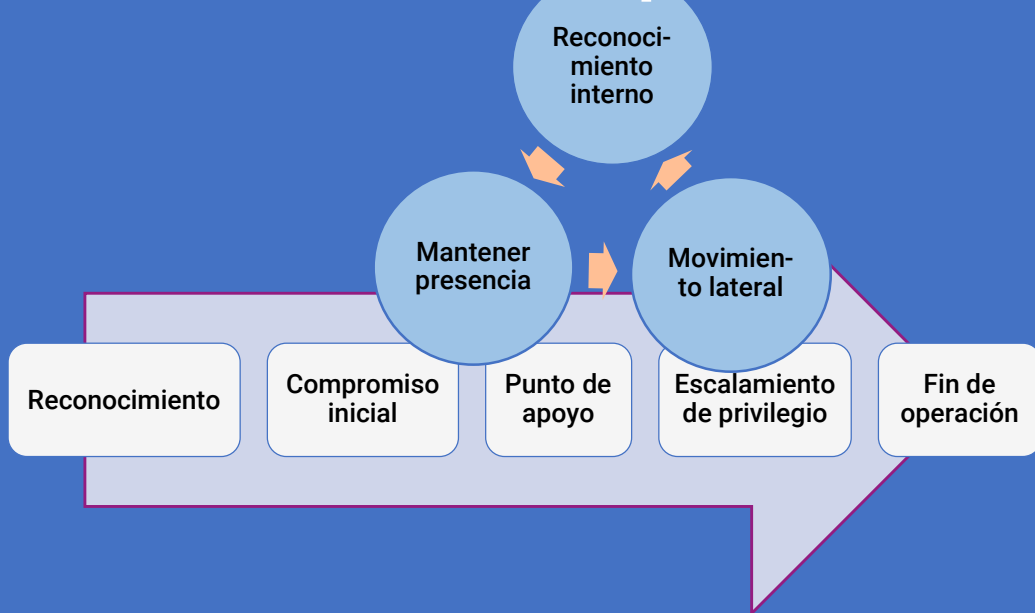 Reconoci-
miento
interno
Mantener
presencia
Movimien-
to lateral
Reconocimiento
Compromiso
inicial
Punto de
apoyo
Escalamiento
de privilegio
Fin de
operación